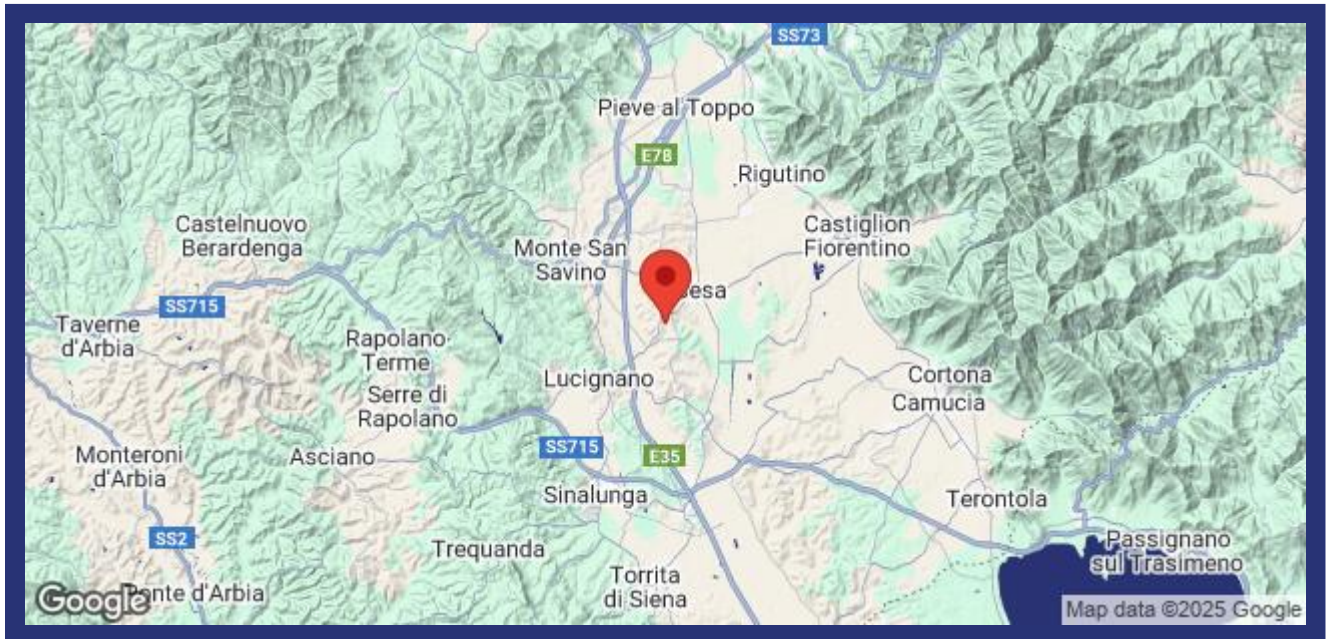 SS73
Pieve al Toppo
E78
Rigutino
Castelnuovo
Berardenga
Castiglion
Fiorentino
Monte San
Savino
SS715
Taverne
d'Arbia
Rapolano
Terme
Lucignano
Cortona
Serre di
Rapolano
Camucia
SS715
E35
Monteroni
d'Arbia
Asciano
Sinalunga
Terontola
SS2
Trequanda
Passignano
sul Trasimeno
Torrita
di Siena
d'Arbia
Google
Map data ©2025 Google